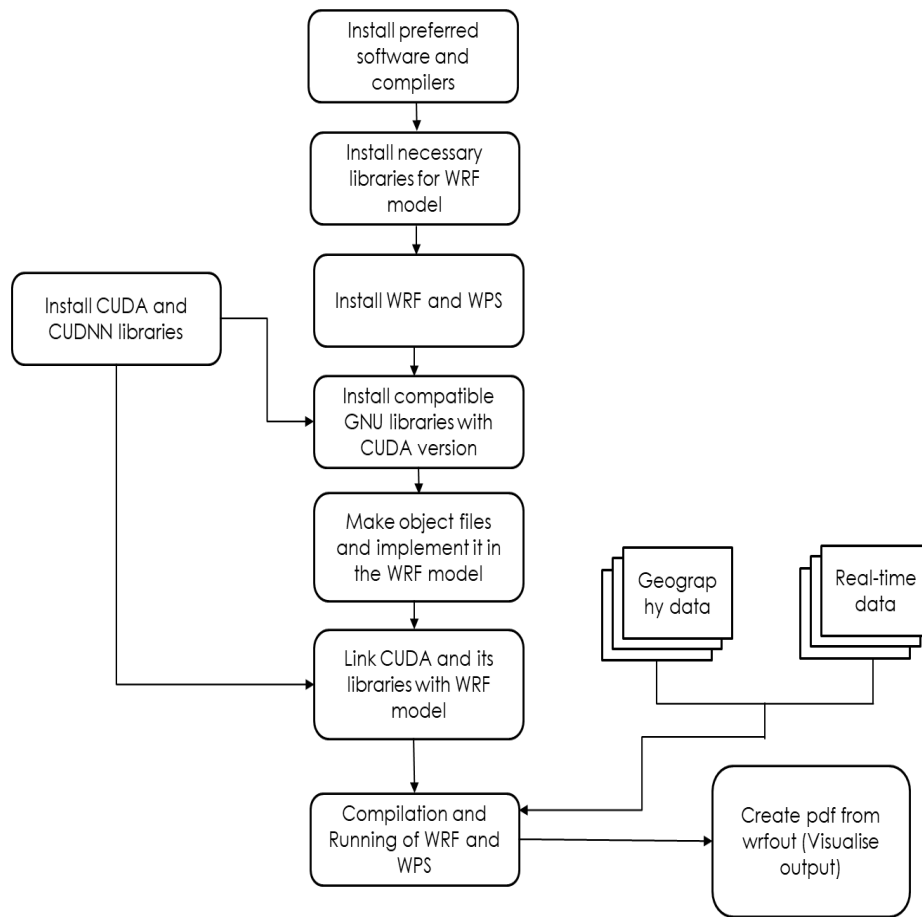 Install preferred
software and
compilers
Install necessary
libraries for WRF
model
Install WRF and WPS
Install CUDA and
CUDNN libraries
Install compatible
GNU libraries with
CUDA version
Make object files
and implement it in
the WRF model
Geograp
hy data
Real-time
data
Link CUDA and its
libraries with WRF
model
Compilation and
Running of WRF and
WPS
Create pdf from
wrfout (Visualise
output)